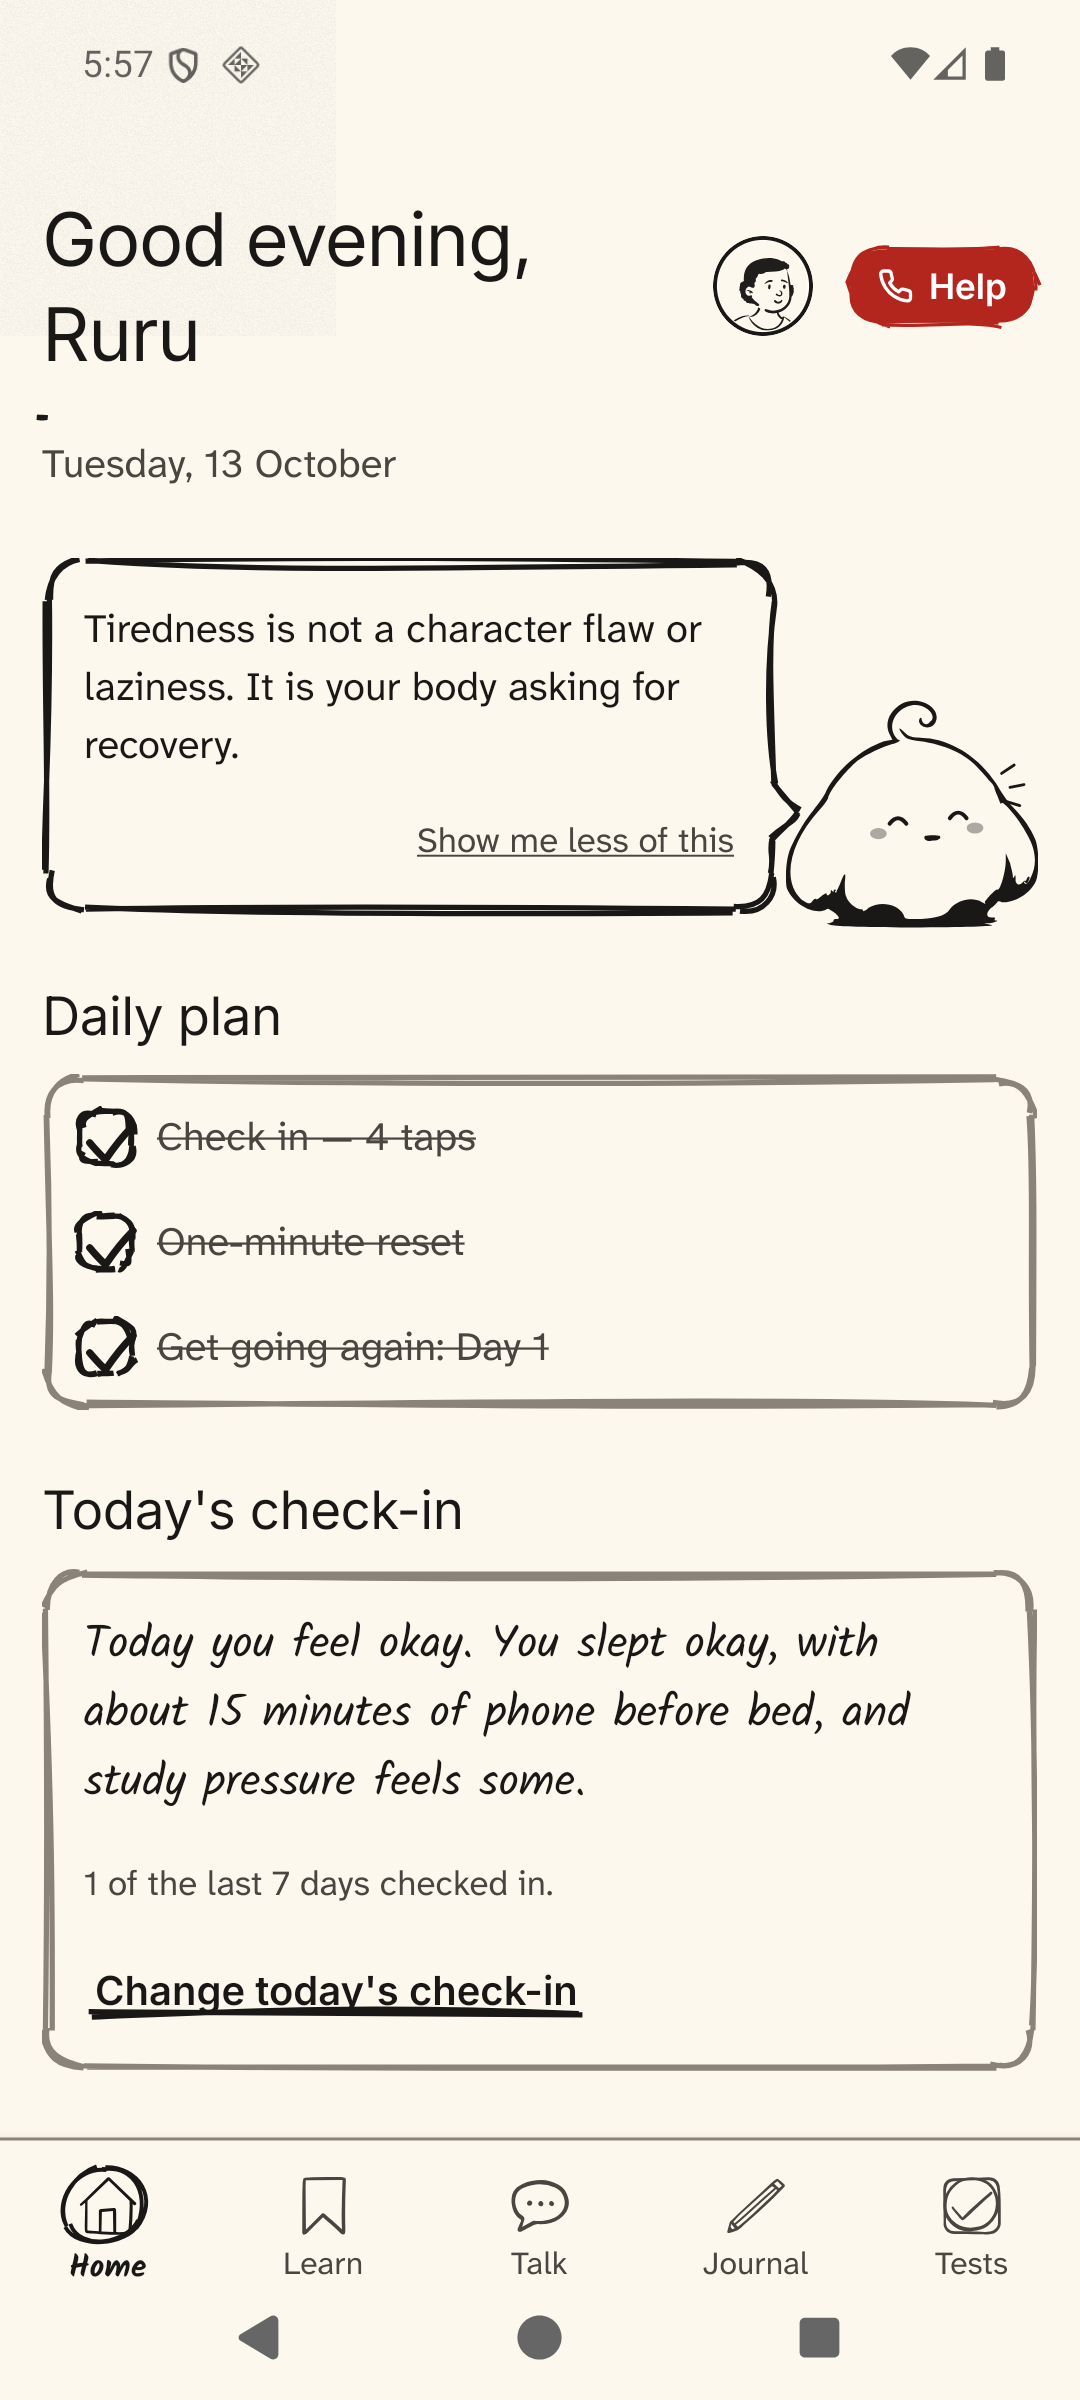 5:57
Good evening,
Ruru
Help
Tuesday, 13 October
Tiredness is not a character flaw or
laziness. It is your body asking for
recovery.
Show me less of this
Daily plan
Check in — 4 taps
One-minute reset
Get going again: Day 1
Today's check-in
Today you feel okay. You slept okay, with
about 15 minutes of phone before bed, and
study pressure feels some.
1 of the last 7 days checked in.
Change today's check-in
Home
Learn
Talk
Journal
Tests